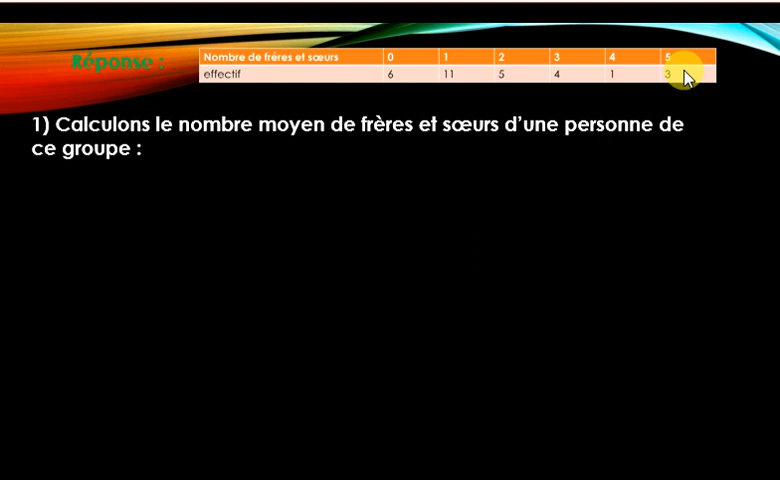 Réponse :
Nombre de fréres et sœurs 0 1 2 3 4 5
effectif 6 11 5 4 1 3
1) Calculons le nombre moyen de frères et sœurs d’une personne de
ce groupe :